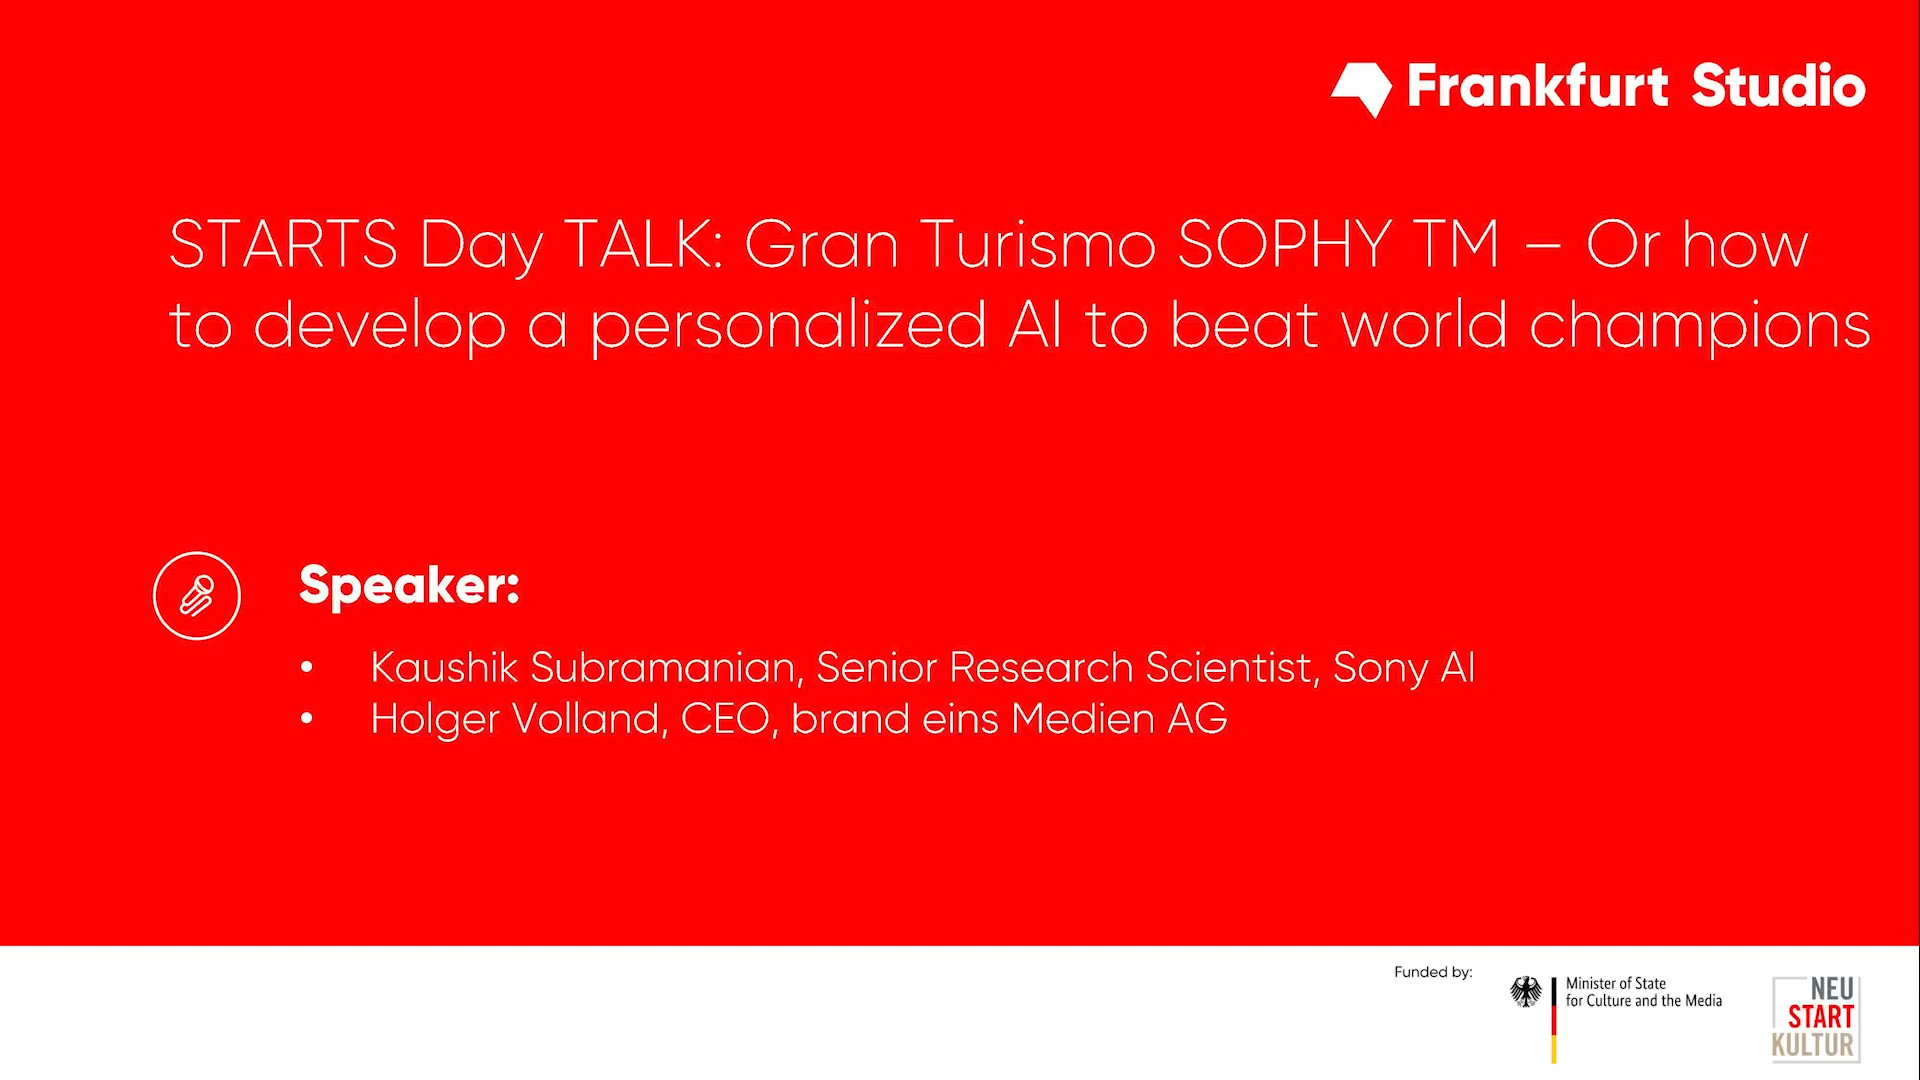 Frankfurt Studio
STARTS Day TALK: Gran Turismo SOPHY TM – Or how
to develop a personalized AI to beat world champions
Speaker:
• Kaushik Subramanian, Senior Research Scientist, Sony AI
• Holger Volland, CEO, brand eins Medien AG
Funded by:
Minister of State
for Culture and the Media
NEU
START
KULTUR